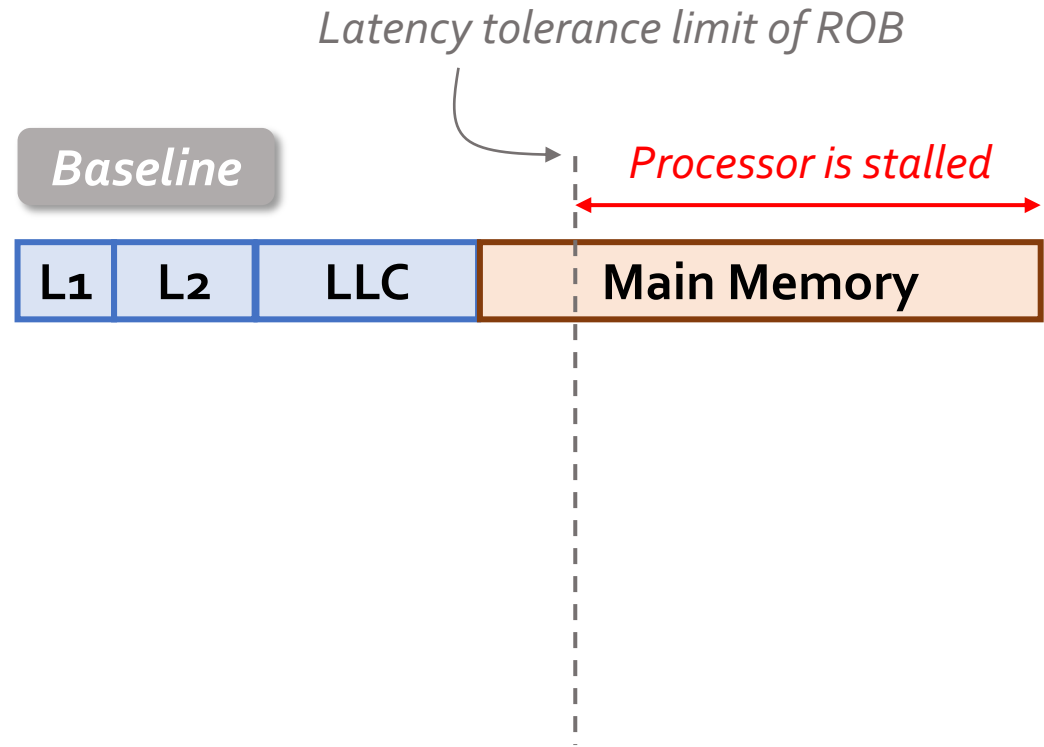 Latency tolerance limit of ROB
Baseline
Processor is stalled
L1 L2 LLC Main Memory